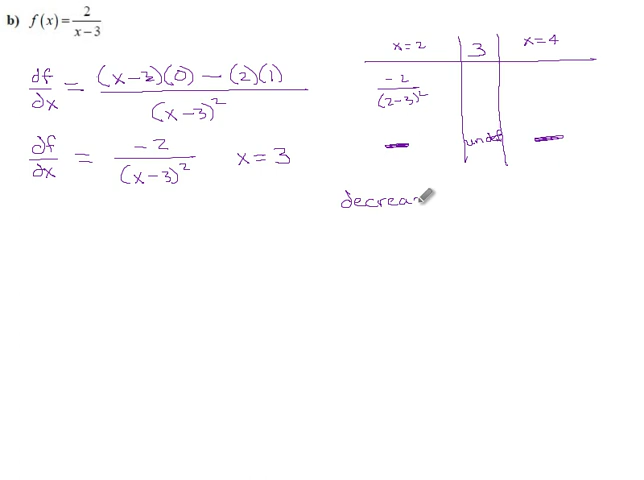 b) f(x) = 2/(x-3)
df/dx = ((x-3)(0) - (2)(1))/(x-3)²
df/dx = -2/(x-3)² x=3
x=2 | 3 | x=4
-2/(2-3)²
- undef -
decrea